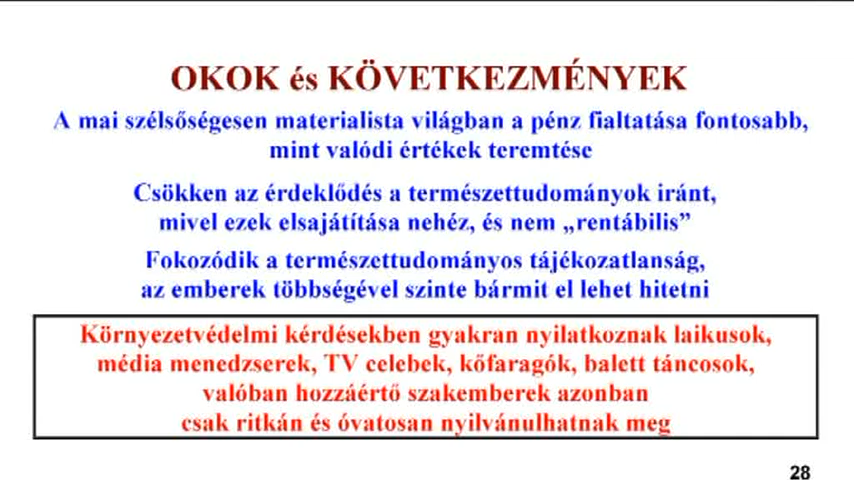 OKOK és KÖVETKEZMÉNYEK
A mai szélsőségesen materialista világban a pénz fialtatása fontosabb,
mint valódi értékek teremtése
Csökken az érdeklődés a természettudományok iránt,
mivel ezek elsajátítása nehéz, és nem „rentábilis”
Fokozódik a természettudományos tájékozatlanság,
az emberek többségével szinte bármit el lehet hitetni
Környezetvédelmi kérdésekben gyakran nyilatkoznak laikusok,
média menedzserek, TV celebek, kőfaragók, balett táncosok,
valóban hozzáértő szakemberek azonban
csak ritkán és óvatosan nyilvánulhatnak meg
28